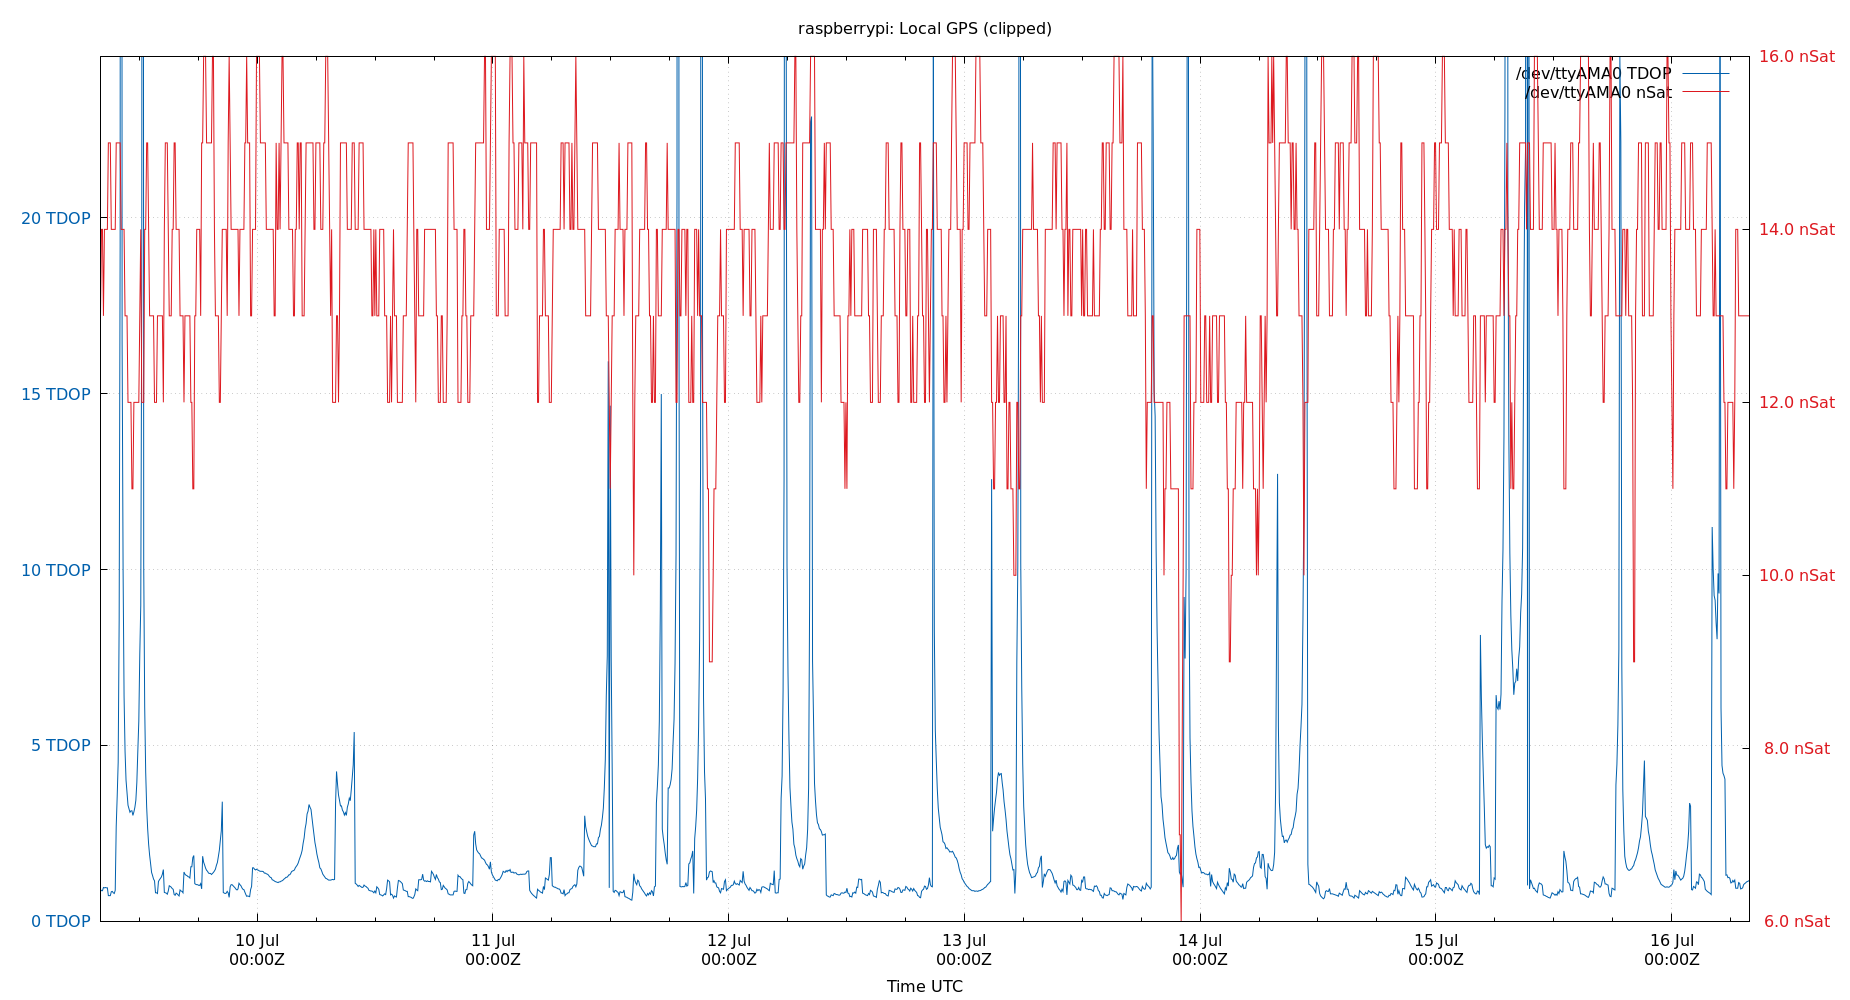 raspberrypi: Local GPS (clipped)
16.0 nSat
/dev/ttyAMA0 TDOP
/dev/ttyAMA0 nSat
20 TDOP
14.0 nSat
15 TDOP
12.0 nSat
10 TDOP
10.0 nSat
5 TDOP
8.0 nSat
0 TDOP
6.0 nSat
10 Jul
00:00Z
11 Jul
00:00Z
12 Jul
00:00Z
13 Jul
00:00Z
14 Jul
00:00Z
15 Jul
00:00Z
16 Jul
00:00Z
Time UTC